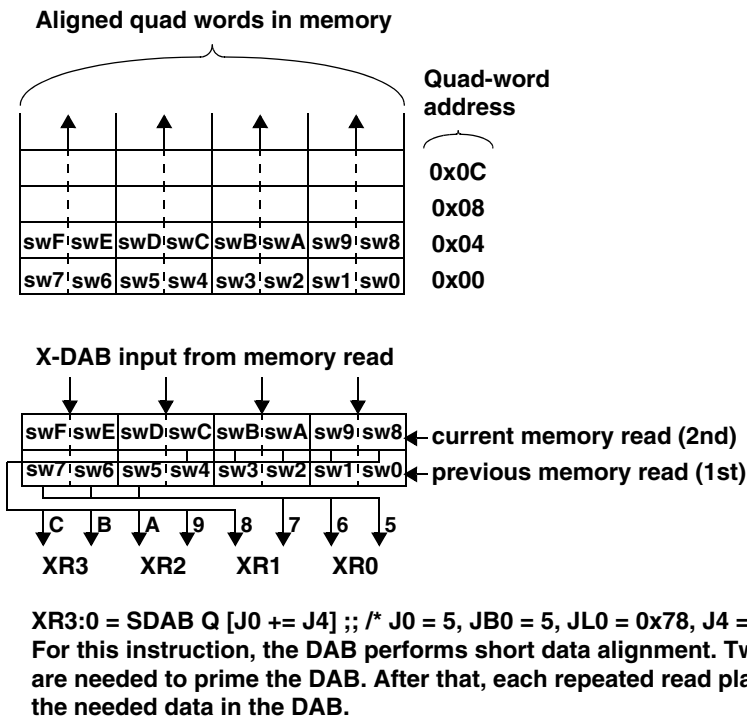 Aligned quad words in memory
Quad-word
address
0x0C
0x08
swF swE swD swC swB swA sw9 sw8 0x04
sw7 sw6 sw5 sw4 sw3 sw2 sw1 sw0 0x00
X-DAB input from memory read
swF swE swD swC swB swA sw9 sw8 current memory read (2nd)
sw7 sw6 sw5 sw4 sw3 sw2 sw1 sw0 previous memory read (1st)
C B A 9 8 7 6 5
XR3 XR2 XR1 XR0
XR3:0 = SDAB Q [J0 += J4] ;; /* J0 = 5, JB0 = 5, JL0 = 0x78, J4 =
For this instruction, the DAB performs short data alignment. Tw
are needed to prime the DAB. After that, each repeated read pla
the needed data in the DAB.